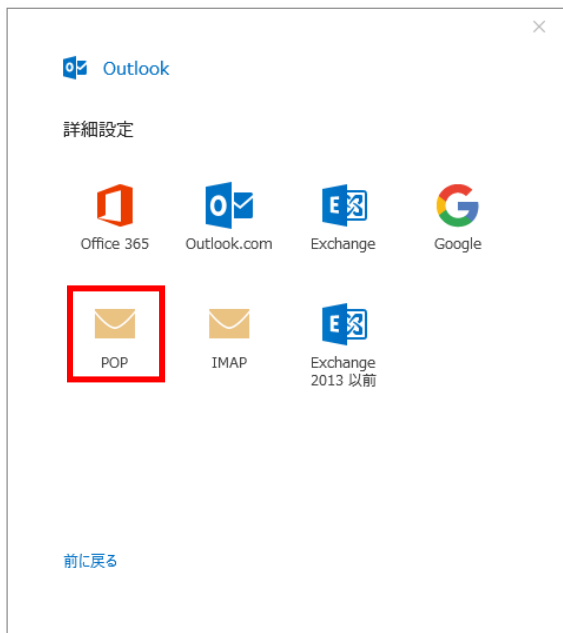 Outlook
詳細設定
Office 365
Outlook.com
Exchange
Google
POP
IMAP
Exchange
2013 以前
前に戻る